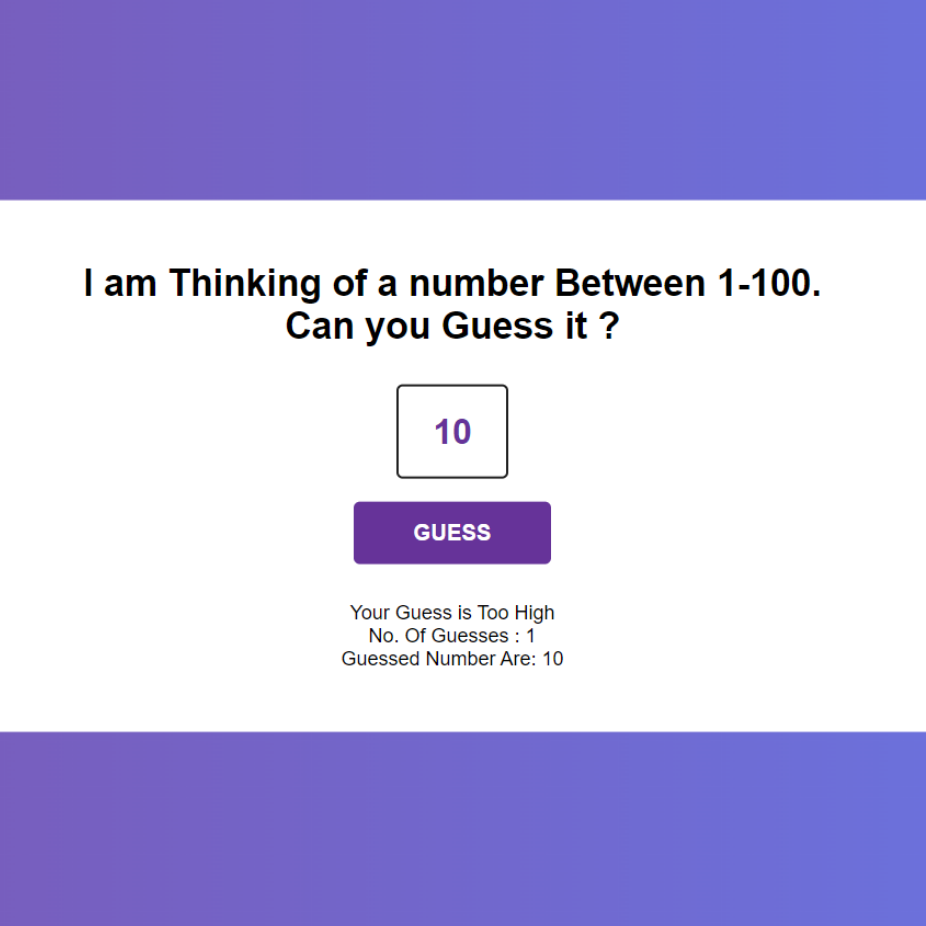 I am Thinking of a number Between 1-100.
Can you Guess it ?
10
GUESS
Your Guess is Too High
No. Of Guesses : 1
Guessed Number Are: 10